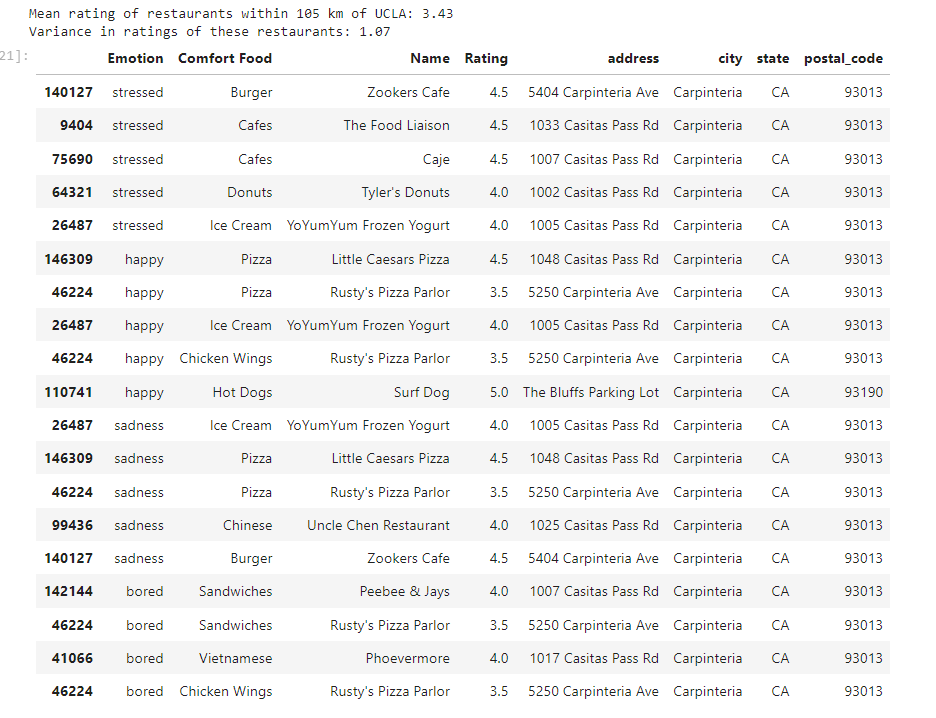 Mean rating of restaurants within 105 km of UCLA: 3.43
Variance in ratings of these restaurants: 1.07
21]:
Emotion Comfort Food Name Rating address city state postal_code
140127 stressed Burger Zookers Cafe 4.5 5404 Carpinteria Ave Carpinteria CA 93013
9404 stressed Cafes The Food Liaison 4.5 1033 Casitas Pass Rd Carpinteria CA 93013
75690 stressed Cafes Caje 4.5 1007 Casitas Pass Rd Carpinteria CA 93013
64321 stressed Donuts Tyler's Donuts 4.0 1002 Casitas Pass Rd Carpinteria CA 93013
26487 stressed Ice Cream YoYumYum Frozen Yogurt 4.0 1005 Casitas Pass Rd Carpinteria CA 93013
146309 happy Pizza Little Caesars Pizza 4.5 1048 Casitas Pass Rd Carpinteria CA 93013
46224 happy Pizza Rusty's Pizza Parlor 3.5 5250 Carpinteria Ave Carpinteria CA 93013
26487 happy Ice Cream YoYumYum Frozen Yogurt 4.0 1005 Casitas Pass Rd Carpinteria CA 93013
46224 happy Chicken Wings Rusty's Pizza Parlor 3.5 5250 Carpinteria Ave Carpinteria CA 93013
110741 happy Hot Dogs Surf Dog 5.0 The Bluffs Parking Lot Carpinteria CA 93190
26487 sadness Ice Cream YoYumYum Frozen Yogurt 4.0 1005 Casitas Pass Rd Carpinteria CA 93013
146309 sadness Pizza Little Caesars Pizza 4.5 1048 Casitas Pass Rd Carpinteria CA 93013
46224 sadness Pizza Rusty's Pizza Parlor 3.5 5250 Carpinteria Ave Carpinteria CA 93013
99436 sadness Chinese Uncle Chen Restaurant 4.0 1025 Casitas Pass Rd Carpinteria CA 93013
140127 sadness Burger Zookers Cafe 4.5 5404 Carpinteria Ave Carpinteria CA 93013
142144 bored Sandwiches Peebee & Jays 4.0 1007 Casitas Pass Rd Carpinteria CA 93013
46224 bored Sandwiches Rusty's Pizza Parlor 3.5 5250 Carpinteria Ave Carpinteria CA 93013
41066 bored Vietnamese Phoevermore 4.0 1017 Casitas Pass Rd Carpinteria CA 93013
46224 bored Chicken Wings Rusty's Pizza Parlor 3.5 5250 Carpinteria Ave Carpinteria CA 93013